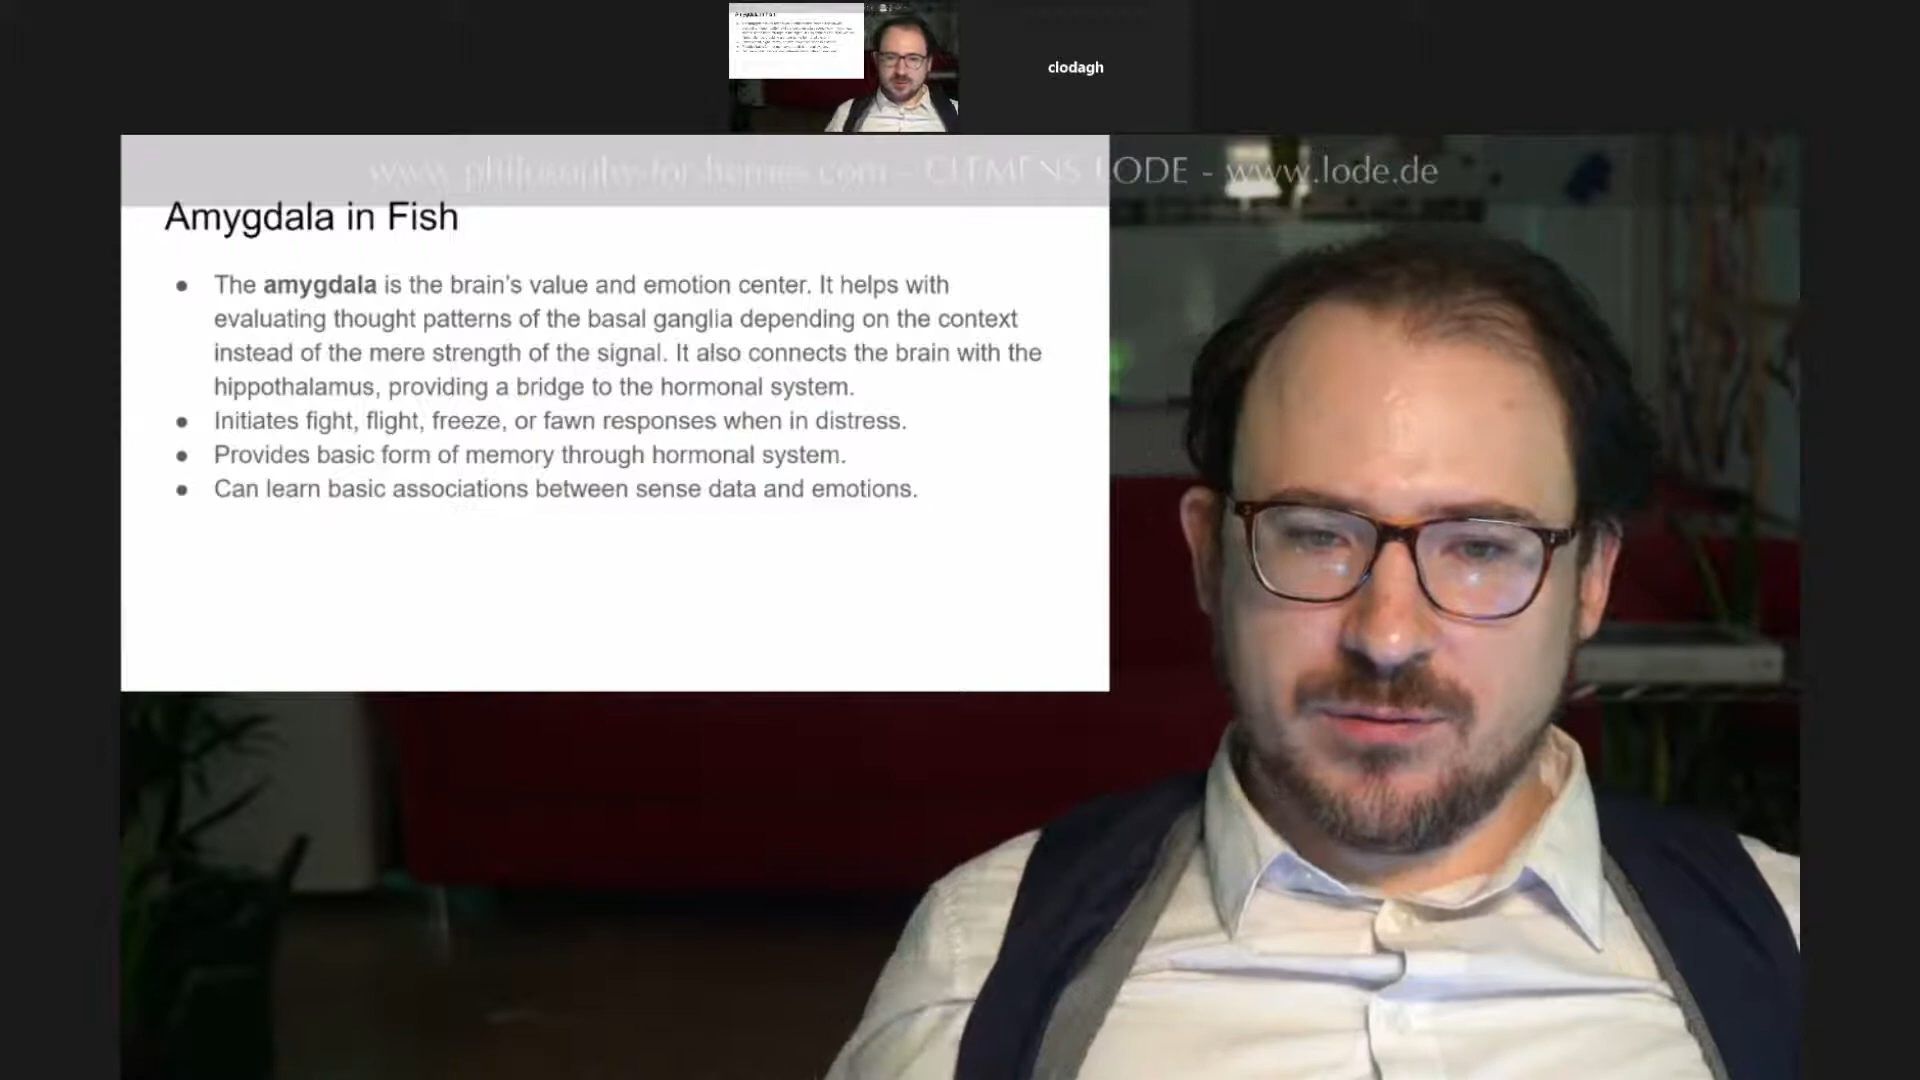 Amygdala in Fish
clodagh
www.philosophy-for-heroes.com - CLEMENS LODE - www.lode.de
Amygdala in Fish
● The amygdala is the brain's value and emotion center. It helps with
evaluating thought patterns of the basal ganglia depending on the context
instead of the mere strength of the signal. It also connects the brain with the
hippothalamus, providing a bridge to the hormonal system.
● Initiates fight, flight, freeze, or fawn responses when in distress.
● Provides basic form of memory through hormonal system.
● Can learn basic associations between sense data and emotions.